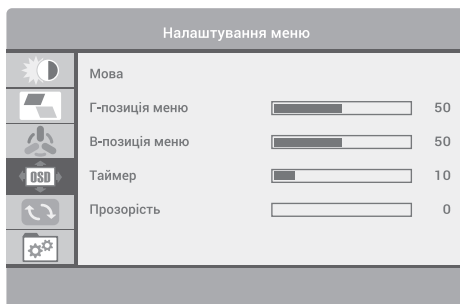 Налаштування меню
Мова
Г-позиція меню 50
В-позиція меню 50
OSD
Таймер 10
Прозорість 0